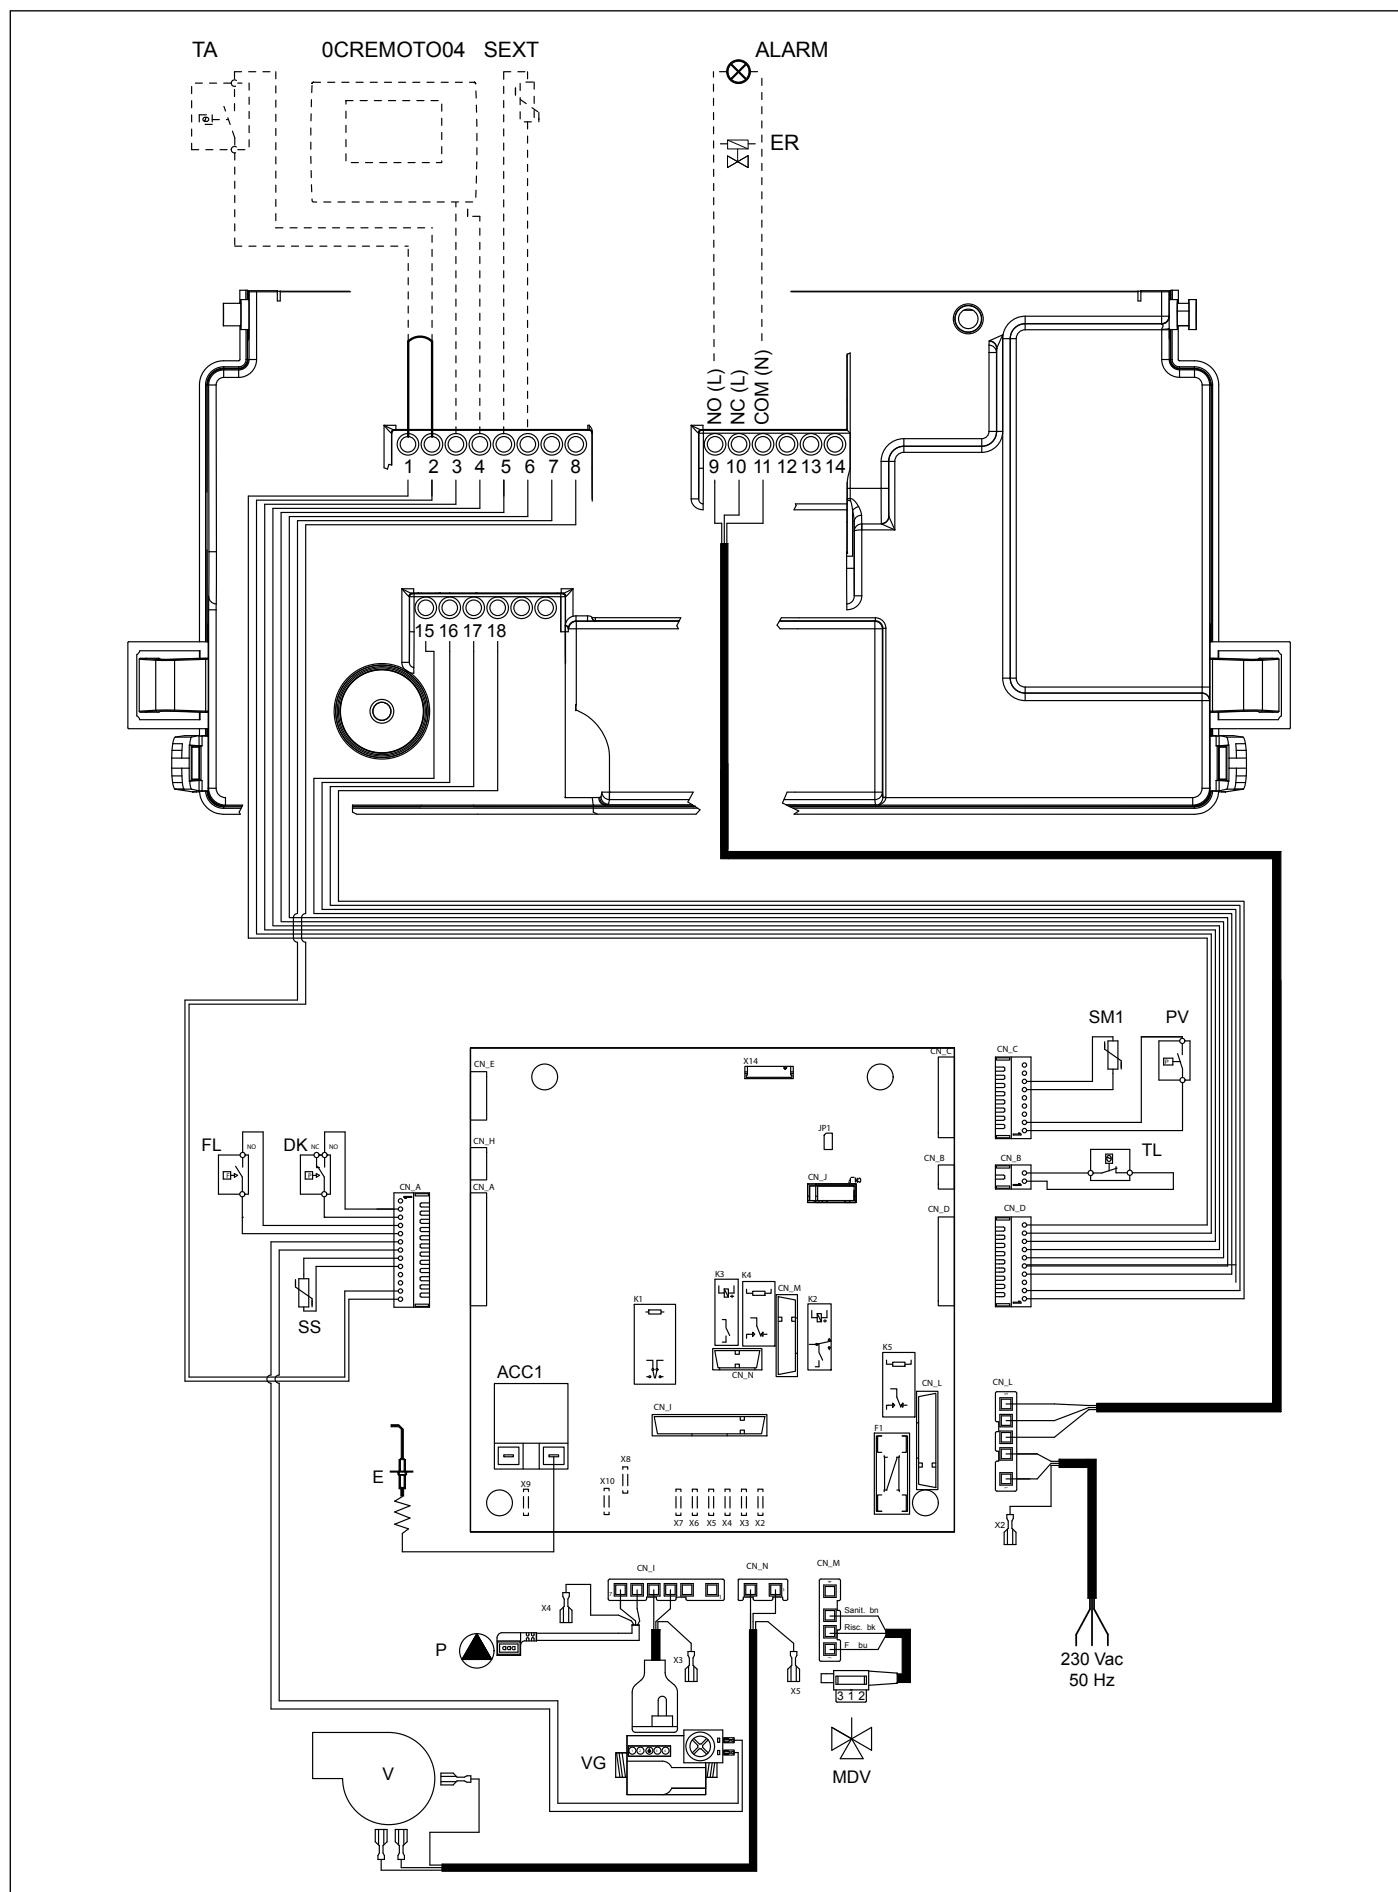 TA 0CREMOTO04 SEXT ALARM
ER
NO (L)
NC (L)
COM (N)
1 2 3 4 5 6 7 8
9 10 11 12 13 14
15 16 17 18
SM1 PV
CN_C
CN_E
X14
CN_C
JP1
FL NO DK NC NO
CN_H
CN_B
CN_B
TL
CN_A
CN_A
CN_J
CN_D
CN_D
SS
K3 K4 CN_M K2
K1
K5
CN_N
ACC1
CN_L
CN_L
CN_I
F1
E
X8
X9
X10
X7 X6 X5 X4 X3 X2
X2
CN_I CN_N CN_M
X4
Sanit. bn
Risc. bk
F bu
P
X3
X5
230 Vac
50 Hz
3 1 2
VG
V
MDV